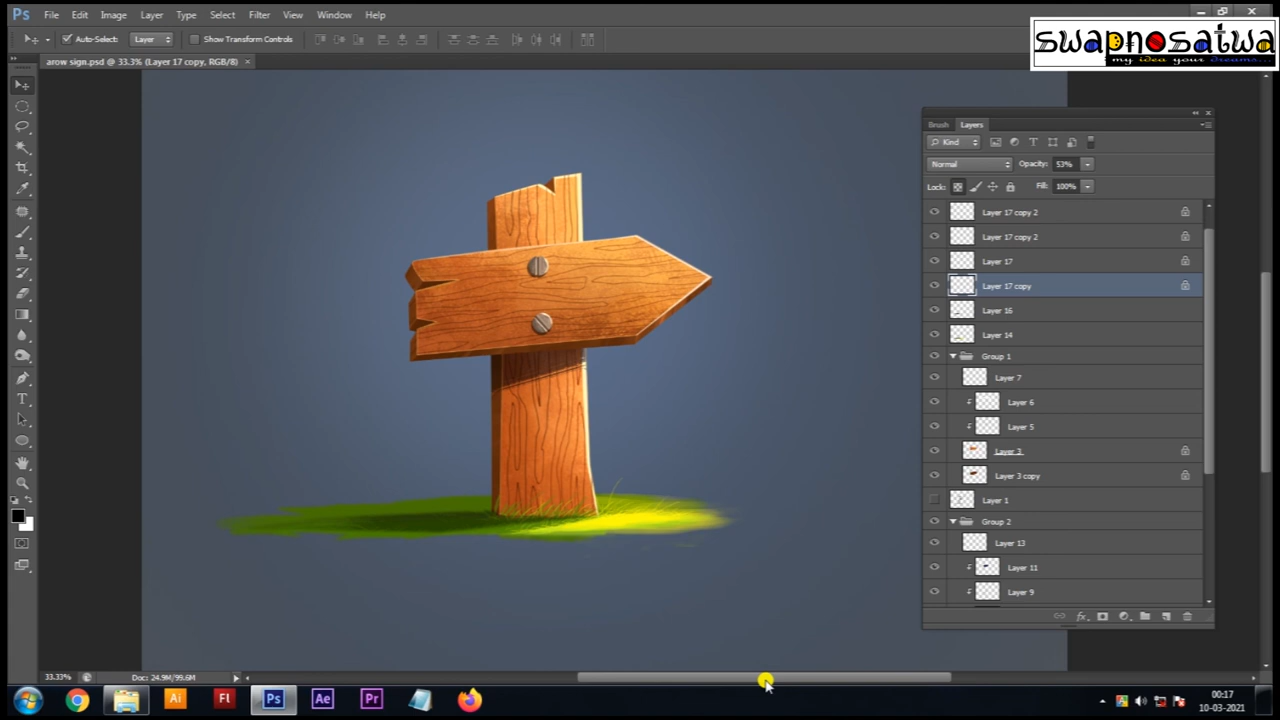 Ps File Edit Image Layer Type Select Filter View Window Help
swapnosatwa
my idea your dreams...
Auto-Select: Layer Show Transform Controls
arow sign.psd @ 33.3% (Layer 17 copy, RGB/8) ×
Brush Layers
Kind
Normal Opacity: 53%
Lock: Fill: 100%
Layer 17 copy 2
Layer 17 copy 2
Layer 17
Layer 17 copy
Layer 16
Layer 14
Group 1
Layer 7
Layer 6
Layer 5
Layer 3
Layer 3 copy
Layer 1
Group 2
Layer 13
Layer 11
Layer 9
33.33% Doc: 24.9M/99.6M
Ai Fl Ps Ae Pr
00:17
10-03-2021